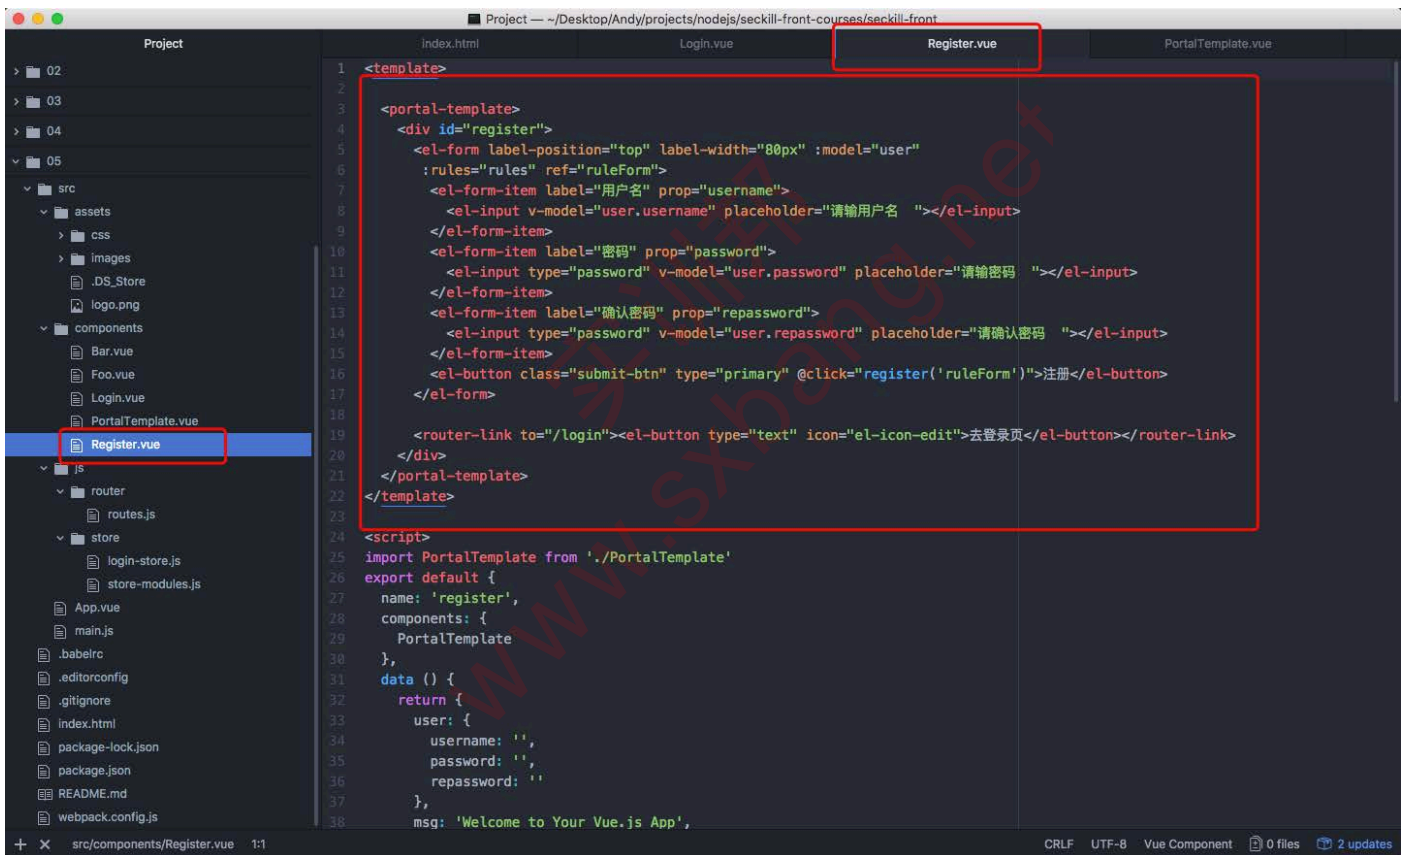 Project — ~/Desktop/Andy/projects/nodejs/seckill-front-courses/seckill-front
Project
index.html
Login.vue
Register.vue
PortalTemplate.vue
02
03
04
05
src
assets
css
images
.DS_Store
logo.png
components
Bar.vue
Foo.vue
Login.vue
PortalTemplate.vue
Register.vue
js
router
routes.js
store
login-store.js
store-modules.js
App.vue
main.js
.babelrc
.editorconfig
.gitignore
index.html
package-lock.json
package.json
README.md
webpack.config.js
1 <template>
2
3 <portal-template>
4 <div id="register">
5 <el-form label-position="top" label-width="80px" :model="user"
6 :rules="rules" ref="ruleForm">
7 <el-form-item label="用户名" prop="username">
8 <el-input v-model="user.username" placeholder="请输用户名 "></el-input>
9 </el-form-item>
10 <el-form-item label="密码" prop="password">
11 <el-input type="password" v-model="user.password" placeholder="请输密码 "></el-input>
12 </el-form-item>
13 <el-form-item label="确认密码" prop="repassword">
14 <el-input type="password" v-model="user.repassword" placeholder="请确认密码 "></el-input>
15 </el-form-item>
16 <el-button class="submit-btn" type="primary" @click="register('ruleForm')">注册</el-button>
17 </el-form>
18
19 <router-link to="/login"><el-button type="text" icon="el-icon-edit">去登录页</el-button></router-link>
20 </div>
21 </portal-template>
22 </template>
23
24 <script>
25 import PortalTemplate from './PortalTemplate'
26 export default {
27 name: 'register',
28 components: {
29 PortalTemplate
30 },
31 data () {
32 return {
33 user: {
34 username: '',
35 password: '',
36 repassword: ''
37 },
38 msg: 'Welcome to Your Vue.js App',
实训邦
www.sxbang.net
src/components/Register.vue 1:1
CRLF UTF-8 Vue Component 0 files 2 updates